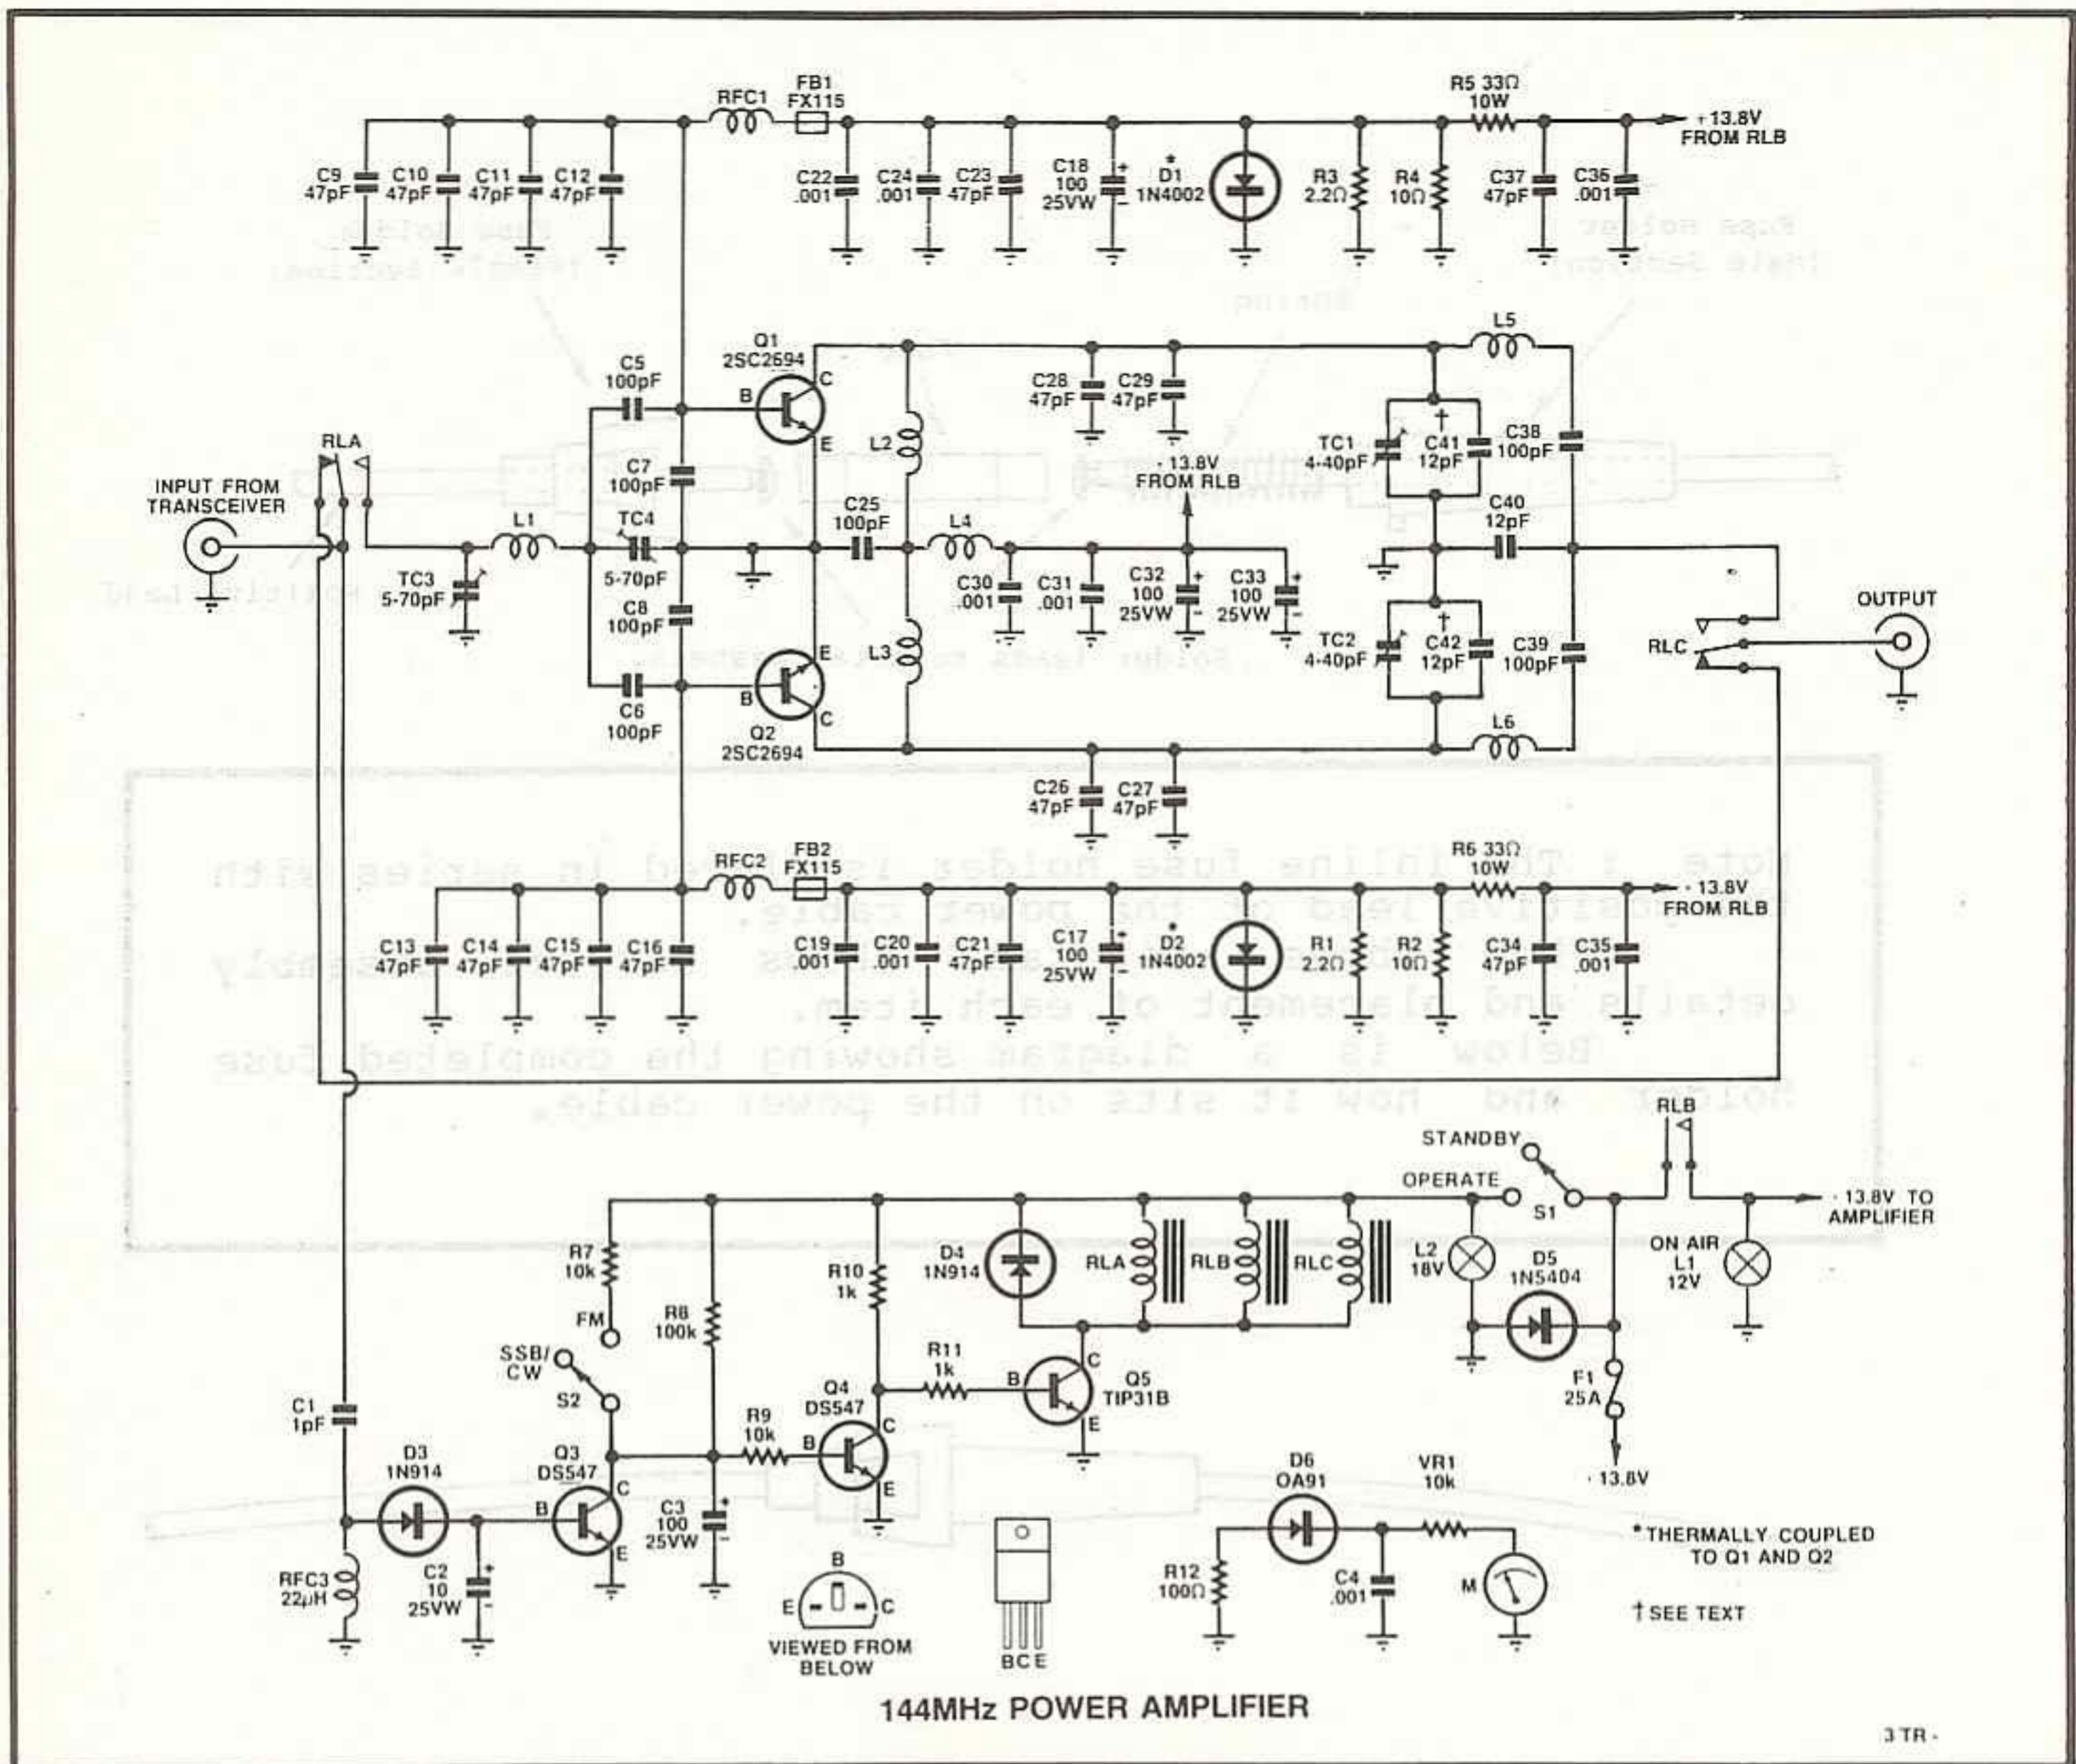 FB1
FX115
RFC1
R5 33Ω
10W
+13.8V
FROM RLB
C9
47pF
C10
47pF
C11
47pF
C12
47pF
C22
.001
C24
.001
C23
47pF
C18
100
25VW
+
-
*
D1
1N4002
R3
2.2Ω
R4
10Ω
C37
47pF
C36
.001
Q1
2SC2694
C5
100pF
B
C
E
L2
C28
47pF
C29
47pF
L5
TC1
4-40pF
†
C41
12pF
C38
100pF
RLA
INPUT FROM
TRANSCEIVER
C7
100pF
L1
TC4
5-70pF
C25
100pF
L4
- 13.8V
FROM RLB
C40
12pF
TC3
5-70pF
C8
100pF
C30
.001
C31
.001
C32
100
25VW
+
-
C33
100
25VW
+
-
TC2
4-40pF
†
C42
12pF
C39
100pF
RLC
OUTPUT
L3
E
B
C
C6
100pF
Q2
2SC2694
L6
C26
47pF
C27
47pF
RFC2
FB2
FX115
R6 33Ω
10W
- 13.8V
FROM RLB
C13
47pF
C14
47pF
C15
47pF
C16
47pF
C19
.001
C20
.001
C21
47pF
C17
100
25VW
+
-
*
D2
1N4002
R1
2.2Ω
R2
10Ω
C34
47pF
C35
.001
RLB
STANDBY
OPERATE
S1
- 13.8V TO
AMPLIFIER
R7
10k
FM
SSB/
CW
S2
R8
100k
R10
1k
D4
1N914
RLA
RLB
RLC
L2
18V
D5
1N5404
ON AIR
L1
12V
R11
1k
B
C
E
Q5
TIP31B
F1
25A
- 13.8V
C1
1pF
D3
1N914
Q3
DS547
B
C
E
R9
10k
Q4
DS547
B
C
E
C3
100
25VW
+
-
RFC3
22µH
C2
10
25VW
+
-
B
E
C
VIEWED FROM
BELOW
BCE
D6
OA91
VR1
10k
R12
100Ω
C4
.001
M
*THERMALLY COUPLED
TO Q1 AND Q2
†SEE TEXT
144MHz POWER AMPLIFIER
3 TR -